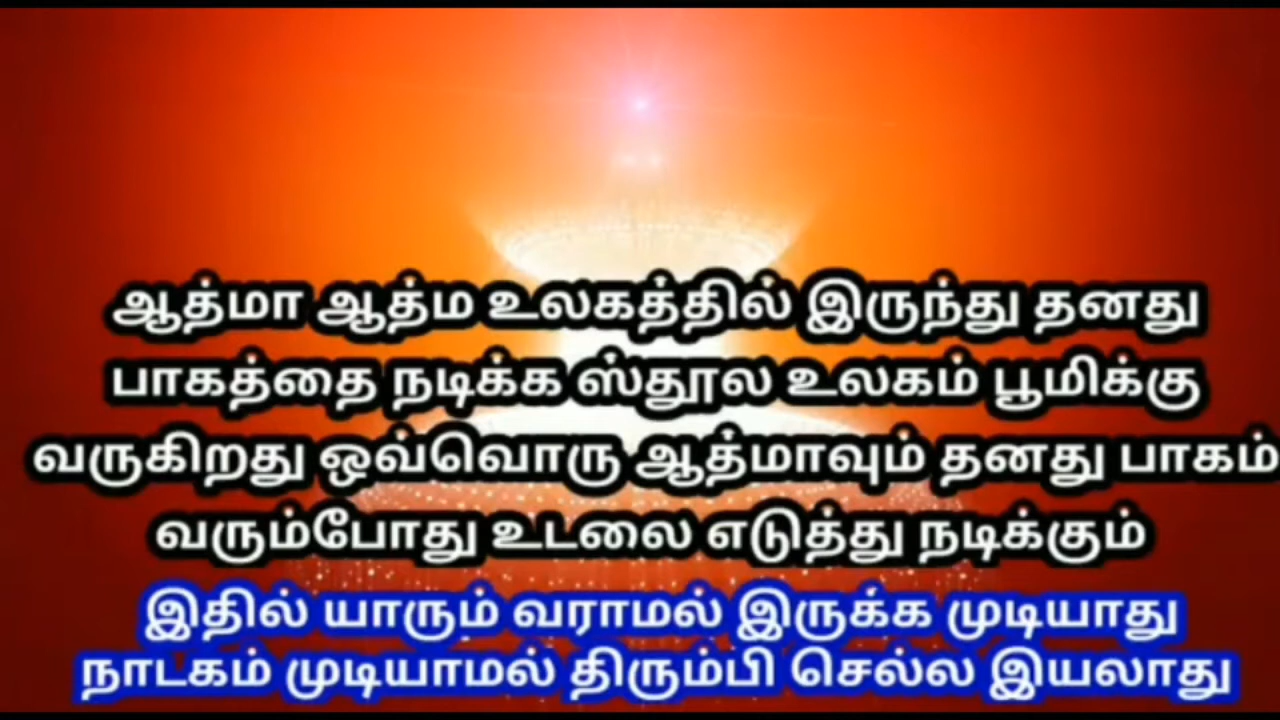 ஆத்மா ஆத்ம உலகத்தில் இருந்து தனது
பாகத்தை நடிக்க ஸ்தூல உலகம் பூமிக்கு
வருகிறது ஒவ்வொரு ஆத்மாவும் தனது பாகம்
வரும்போது உடலை எடுத்து நடிக்கும்
இதில் யாரும் வராமல் இருக்க முடியாது
நாடகம் முடியாமல் திரும்பி செல்ல இயலாது